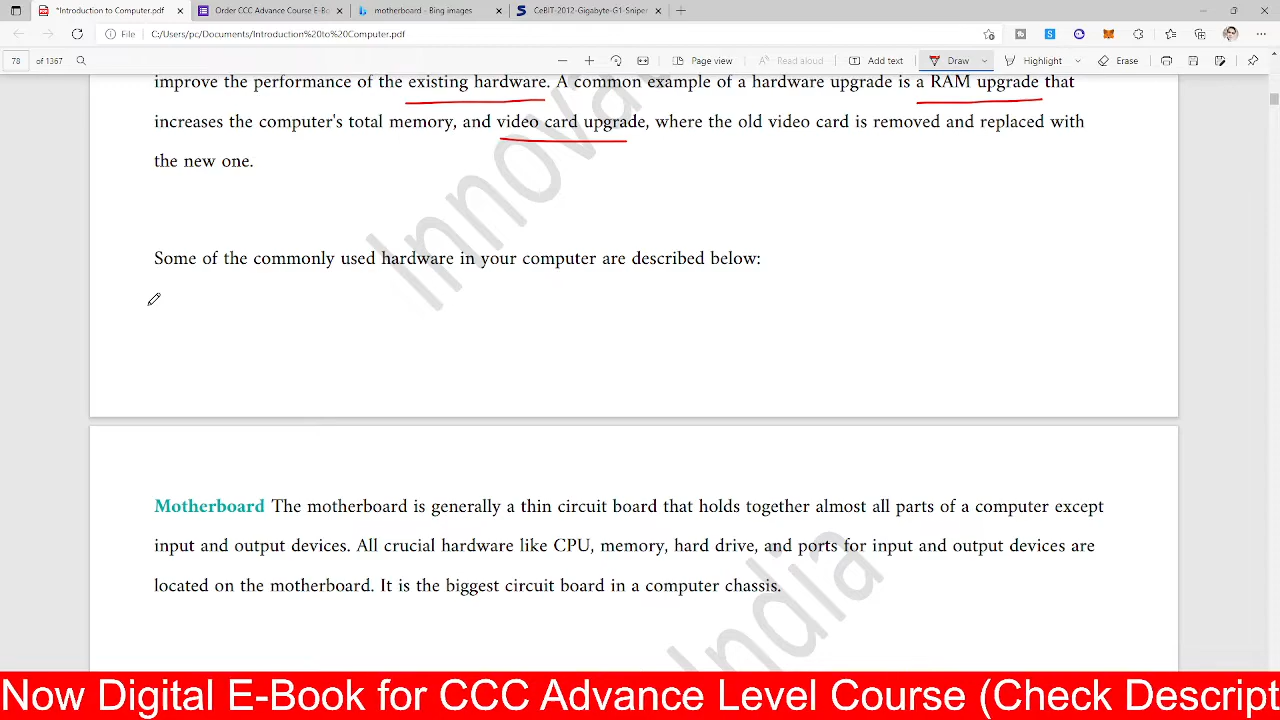 *Introduction to Computer.pdf
Order CCC Advance Course E-Bo
motherboard - Bing images
CeBIT-2012-Gigabyte-G1-Sniper
File
C:/Users/pc/Documents/Introduction%20to%20Computer.pdf
78 of 1367
Page view
Read aloud
Add text
Draw
Highlight
Erase
improve the performance of the existing hardware. A common example of a hardware upgrade is a RAM upgrade that
increases the computer's total memory, and video card upgrade, where the old video card is removed and replaced with
the new one.
Some of the commonly used hardware in your computer are described below:
Innova
Motherboard The motherboard is generally a thin circuit board that holds together almost all parts of a computer except
input and output devices. All crucial hardware like CPU, memory, hard drive, and ports for input and output devices are
located on the motherboard. It is the biggest circuit board in a computer chassis.
India
Now Digital E-Book for CCC Advance Level Course (Check Descript